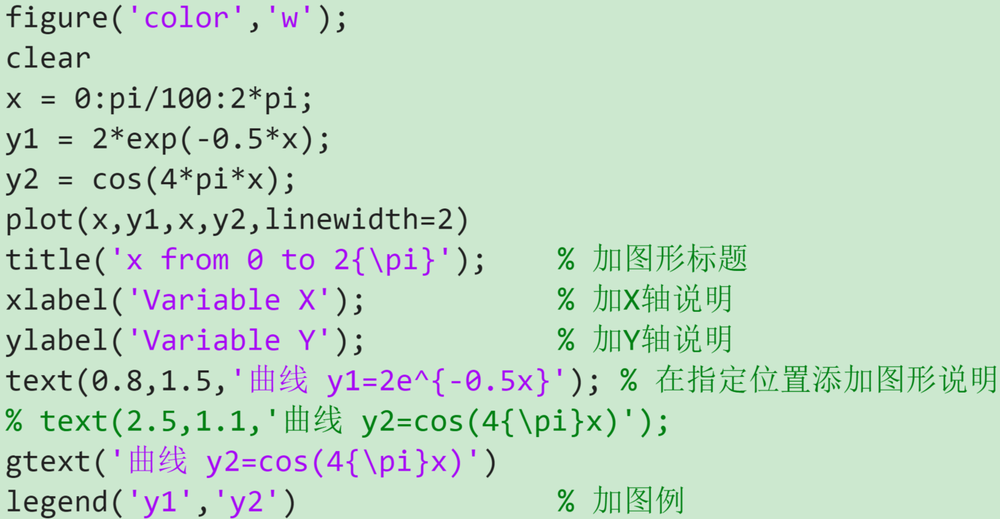 figure('color','w');
clear
x = 0:pi/100:2*pi;
y1 = 2*exp(-0.5*x);
y2 = cos(4*pi*x);
plot(x,y1,x,y2,linewidth=2)
title('x from 0 to 2{\pi}');    % 加图形标题
xlabel('Variable X');           % 加X轴说明
ylabel('Variable Y');           % 加Y轴说明
text(0.8,1.5,'曲线 y1=2e^{-0.5x}'); % 在指定位置添加图形说明
% text(2.5,1.1,'曲线 y2=cos(4{\pi}x)');
gtext('曲线 y2=cos(4{\pi}x)')
legend('y1','y2')               % 加图例